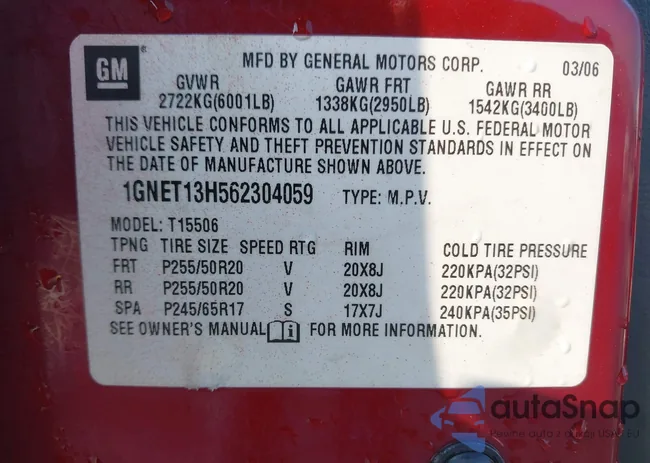 GM
MFD BY GENERAL MOTORS CORP. 03/06
GVWR GAWR FRT GAWR RR
2722KG(6001LB) 1338KG(2950LB) 1542KG(3400LB)
THIS VEHICLE CONFORMS TO ALL APPLICABLE U.S. FEDERAL MOTOR
VEHICLE SAFETY AND THEFT PREVENTION STANDARDS IN EFFECT ON
THE DATE OF MANUFACTURE SHOWN ABOVE.
1GNET13H562304059 TYPE: M.P.V.
MODEL: T15506
TPNG TIRE SIZE SPEED RTG RIM COLD TIRE PRESSURE
FRT P255/50R20 V 20X8J 220KPA(32PSI)
RR P255/50R20 V 20X8J 220KPA(32PSI)
SPA P245/65R17 S 17X7J 240KPA(35PSI)
SEE OWNER'S MANUAL FOR MORE INFORMATION.
autoSnap